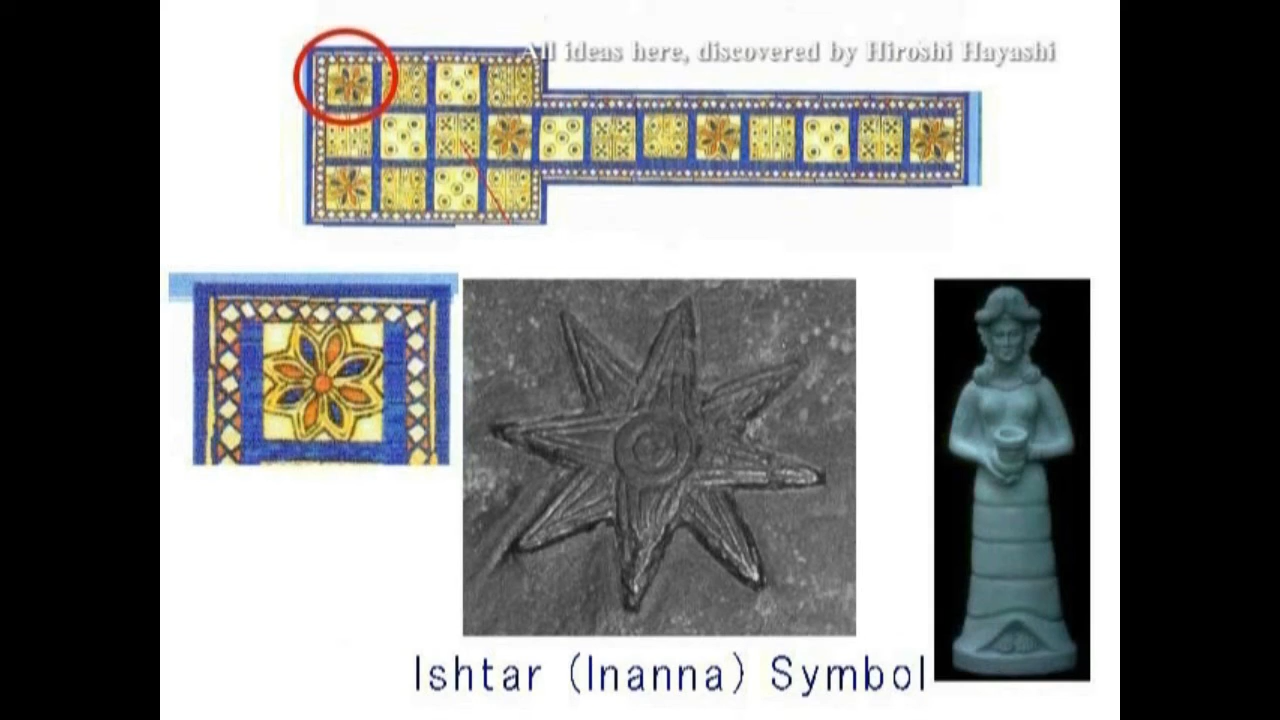 All ideas here, discovered by Hiroshi Hayashi
Ishtar (Inanna) Symbol